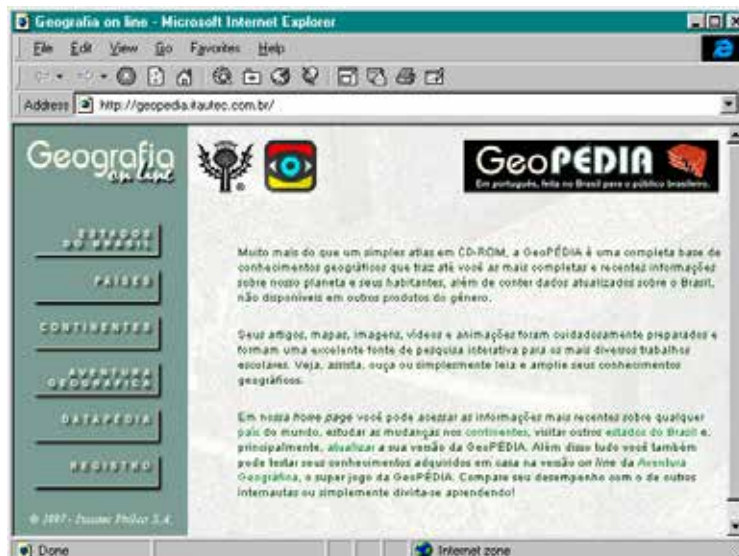 Geografia on line - Microsoft Internet Explorer
File Edit View Go Favorites Help
Address http://geopedia.itautec.com.br/
Geografia
on line
GeoPÉDIA
Em português, feita no Brasil para o público brasileiro.
ESTADOS
DO BRASIL
PAÍSES
CONTINENTES
AVENTURA
GEOGRÁFICA
DATAPÉDIA
REGISTRO
© 1997 - Itautec Philco S.A.
Muito mais do que um simples atlas em CD-ROM, a GeoPÉDIA é uma completa base de
conhecimentos geográficos que traz até você as mais completas e recentes informações
sobre nosso planeta e seus habitantes, além de conter dados atualizados sobre o Brasil,
não disponíveis em outros produtos do gênero.
Seus artigos, mapas, imagens, vídeos e animações foram cuidadosamente preparados e
formam uma excelente fonte de pesquisa interativa para os mais diversos trabalhos
escolares. Veja, assista, ouça ou simplesmente leia e amplie seus conhecimentos
geográficos.
Em nossa home page você pode acessar as informações mais recentes sobre qualquer
país do mundo, estudar as mudanças nos continentes, visitar outros estados do Brasil e,
principalmente, atualizar a sua versão da GeoPÉDIA. Além disso tudo você também
pode testar seus conhecimentos adquiridos em casa na versão on line da Aventura
Geográfica, o super jogo da GeoPÉDIA. Compare seu desempenho com o de outros
internautas ou simplesmente divirta-se aprendendo!
Done
Internet zone